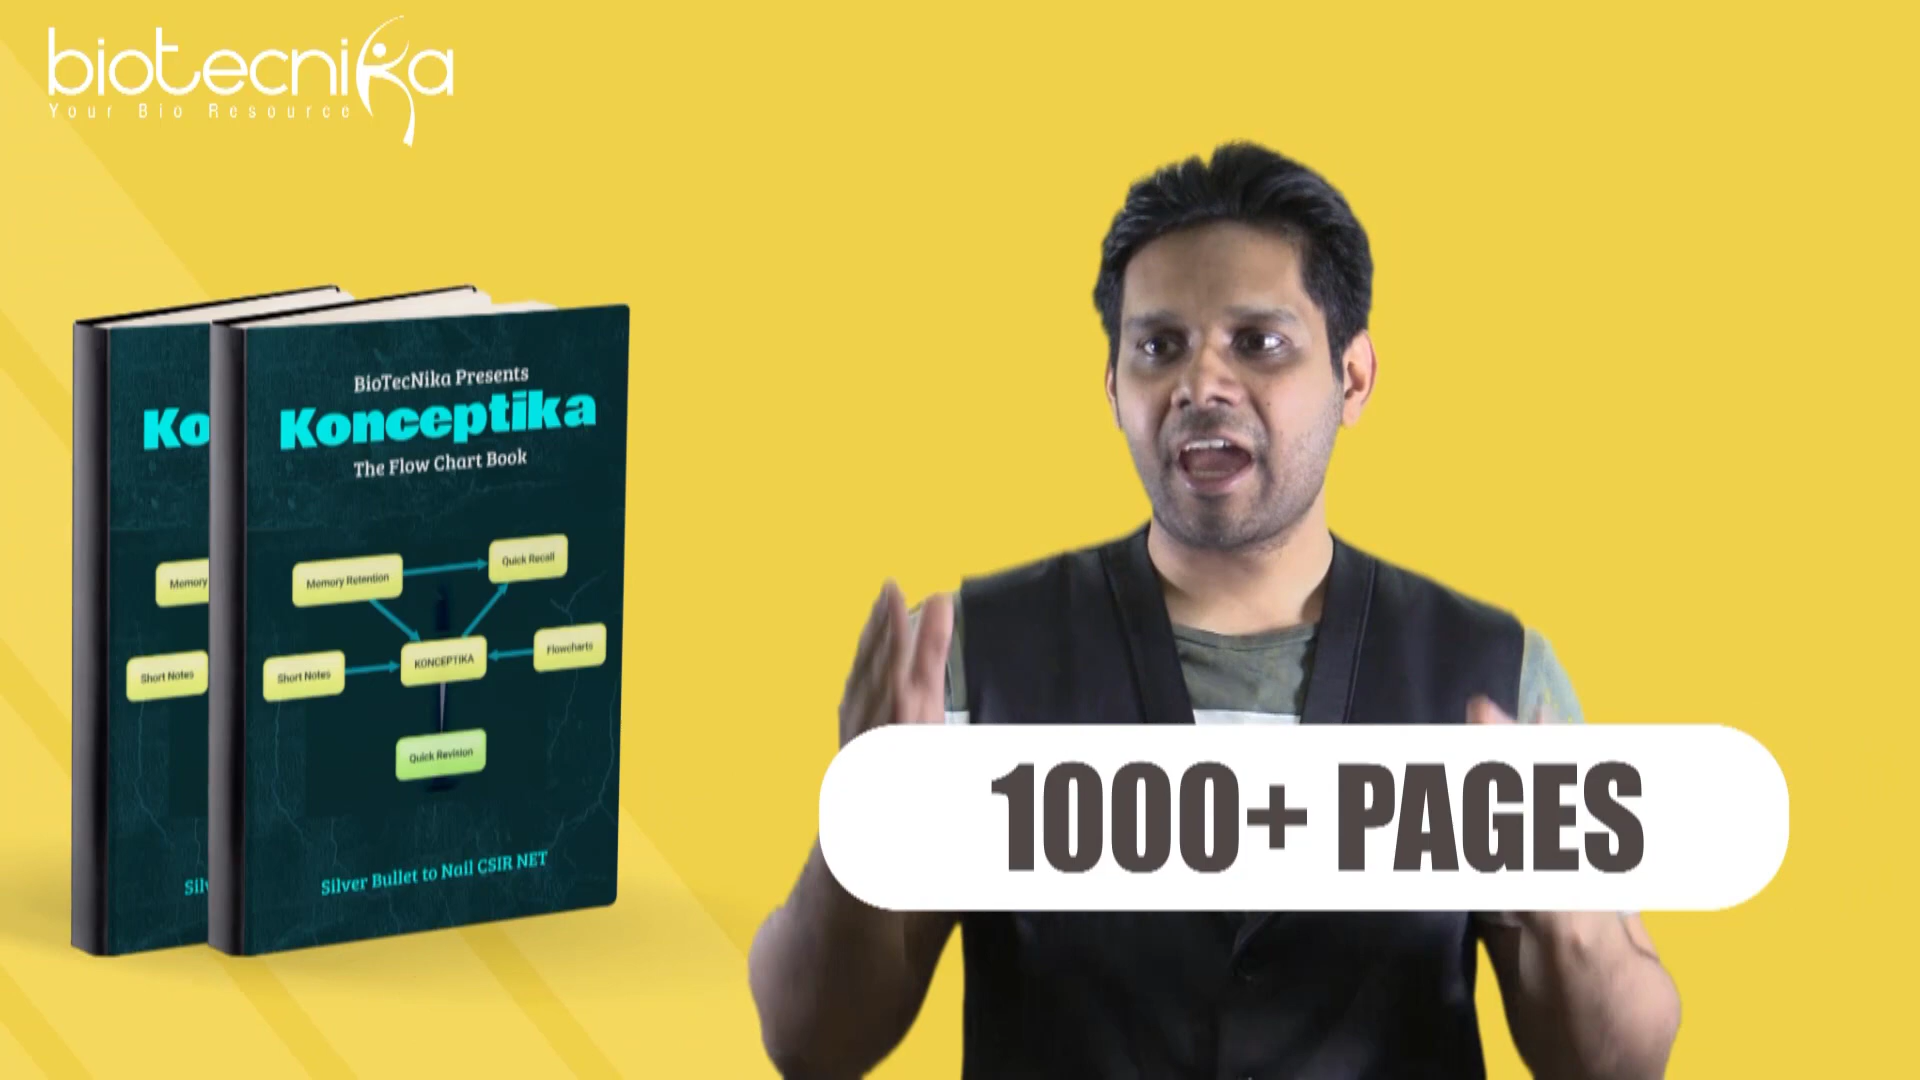 biotecnika
Your Bio Resource
BioTecNika Presents
Konceptika
The Flow Chart Book
Memory Retention
Quick Recall
Short Notes
KONCEPTIKA
Flowcharts
Quick Revision
Silver Bullet to Nail CSIR NET
Ko
Memory
Short Notes
Silv
1000+ PAGES